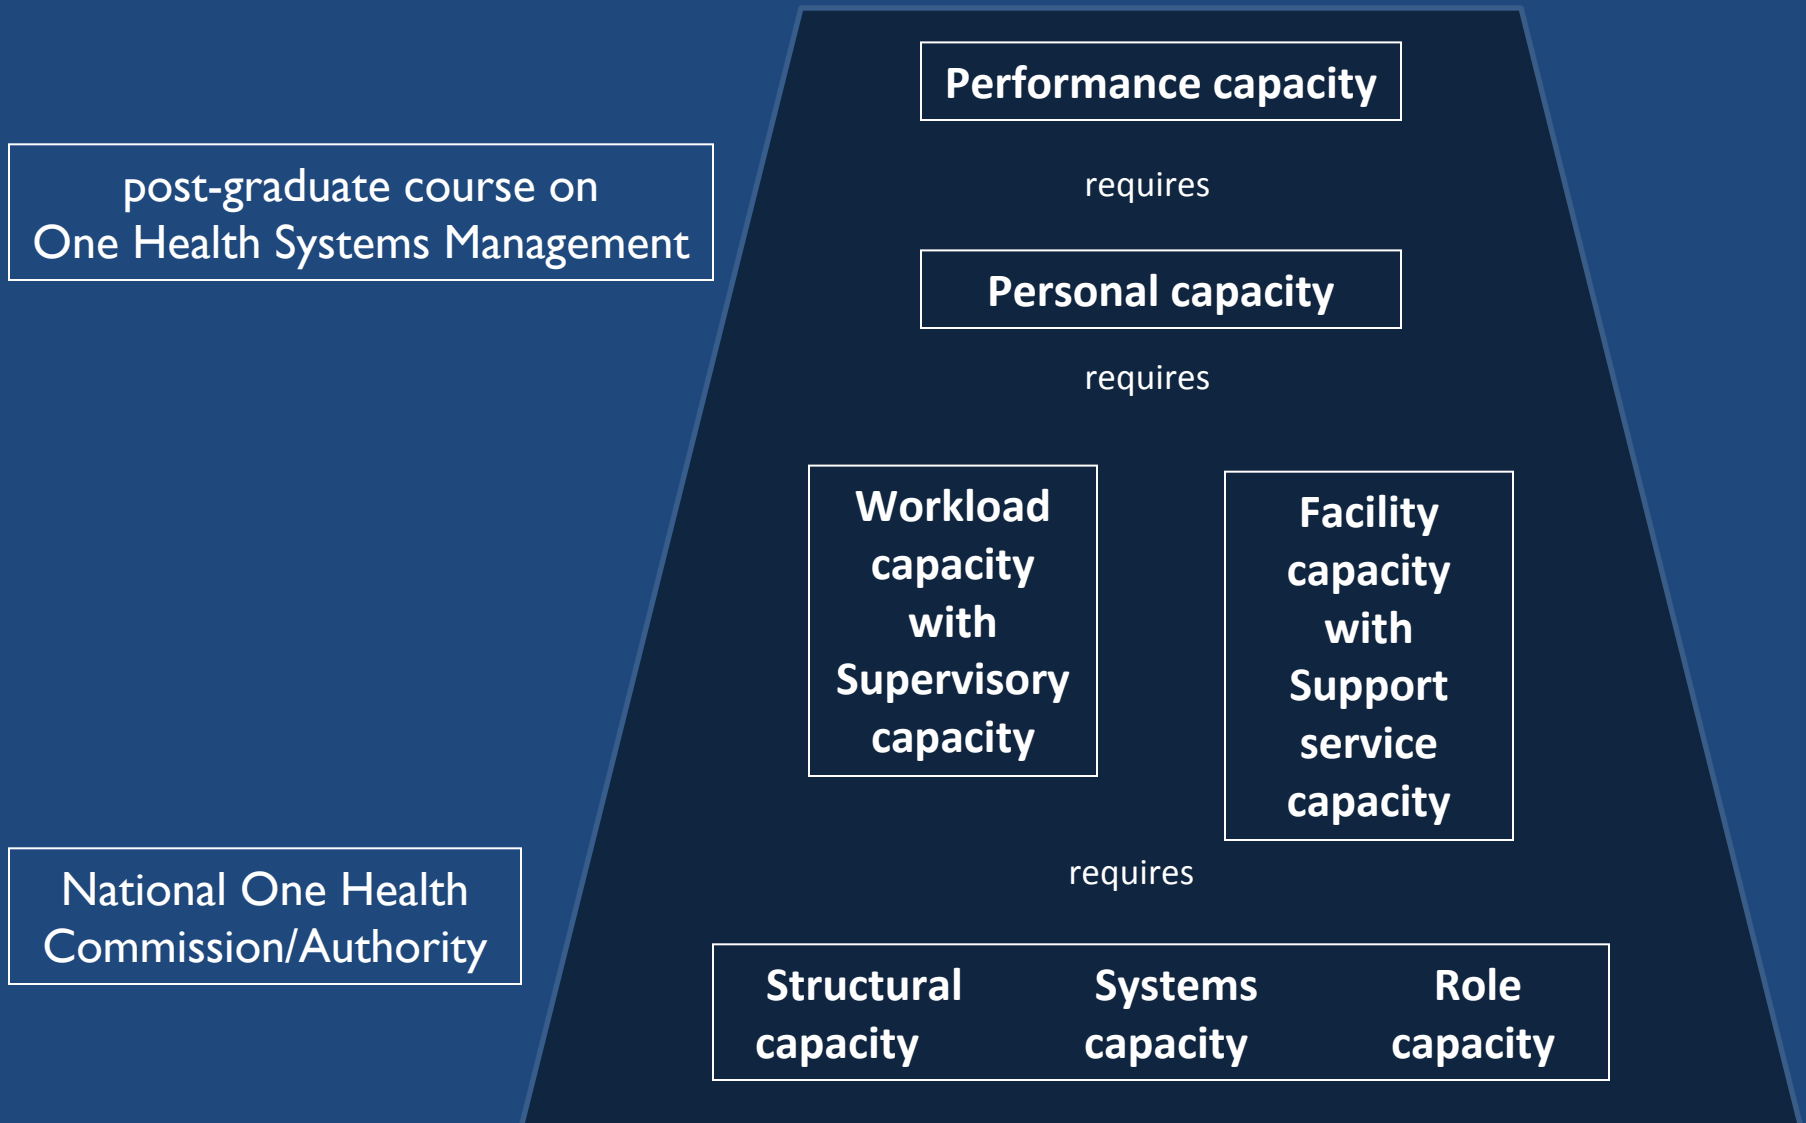 Performance capacity
post-graduate course on
One Health Systems Management
requires
Personal capacity
requires
Workload
capacity
with
Supervisory
capacity
Facility
capacity
with
Support
service
capacity
requires
National One Health
Commission/Authority
Structural Systems Role
capacity capacity capacity